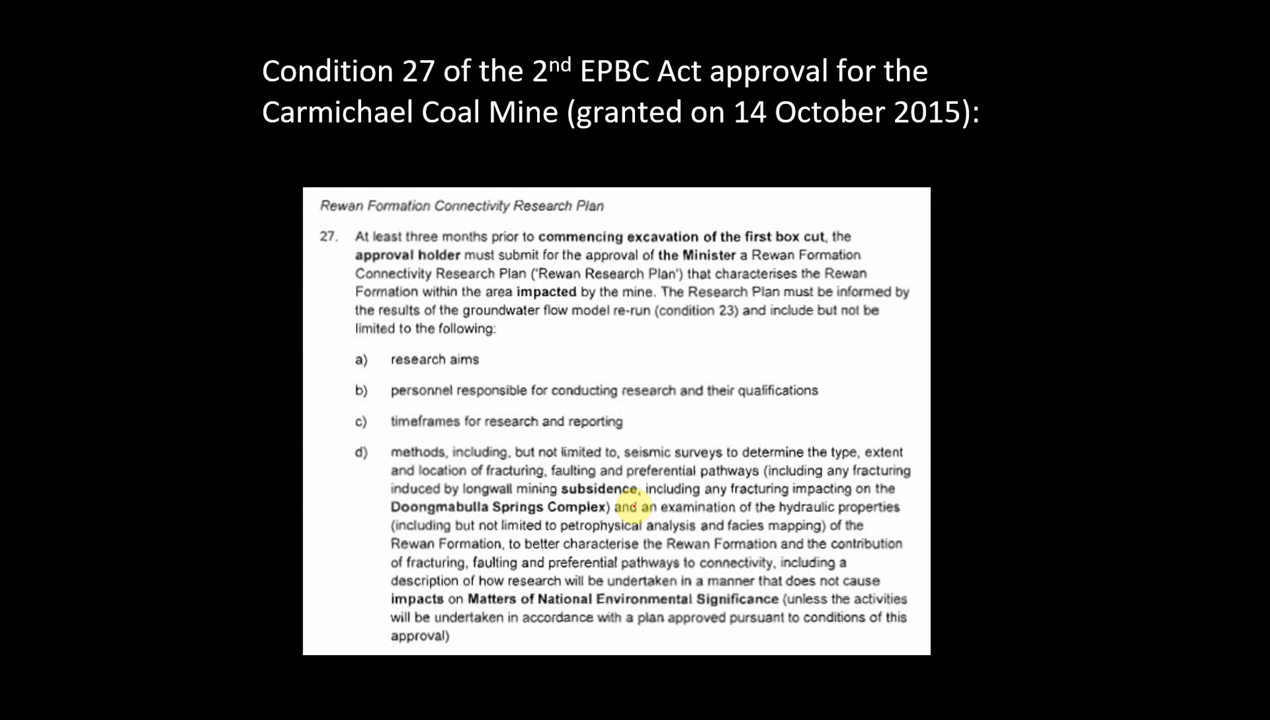 Condition 27 of the 2nd EPBC Act approval for the
Carmichael Coal Mine (granted on 14 October 2015):
Rewan Formation Connectivity Research Plan
27. At least three months prior to commencing excavation of the first box cut, the
approval holder must submit for the approval of the Minister a Rewan Formation
Connectivity Research Plan ('Rewan Research Plan') that characterises the Rewan
Formation within the area impacted by the mine. The Research Plan must be informed by
the results of the groundwater flow model re-run (condition 23) and include but not be
limited to the following:
a) research aims
b) personnel responsible for conducting research and their qualifications
c) timeframes for research and reporting
d) methods, including, but not limited to, seismic surveys to determine the type, extent
and location of fracturing, faulting and preferential pathways (including any fracturing
induced by longwall mining subsidence, including any fracturing impacting on the
Doongmabulla Springs Complex) and an examination of the hydraulic properties
(including but not limited to petrophysical analysis and facies mapping) of the
Rewan Formation, to better characterise the Rewan Formation and the contribution
of fracturing, faulting and preferential pathways to connectivity, including a
description of how research will be undertaken in a manner that does not cause
impacts on Matters of National Environmental Significance (unless the activities
will be undertaken in accordance with a plan approved pursuant to conditions of this
approval)